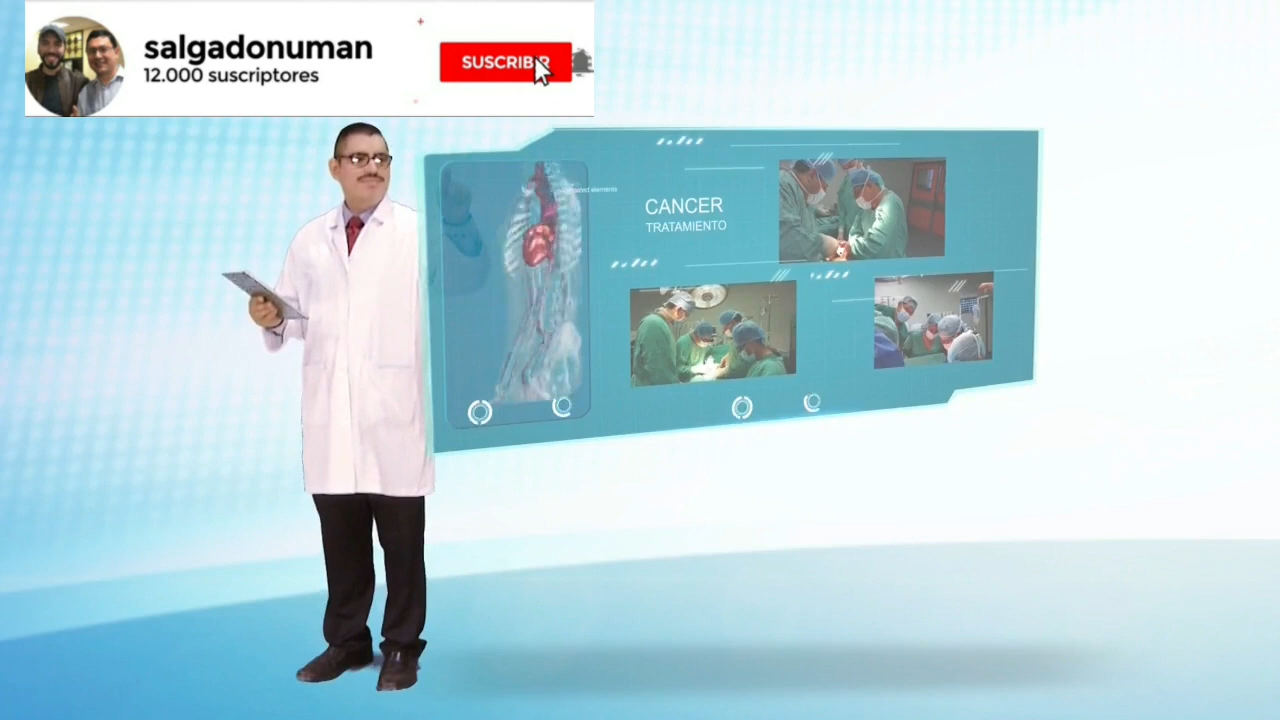 salgadonuman
12.000 suscriptores
SUSCRIBIR
CANCER
TRATAMIENTO